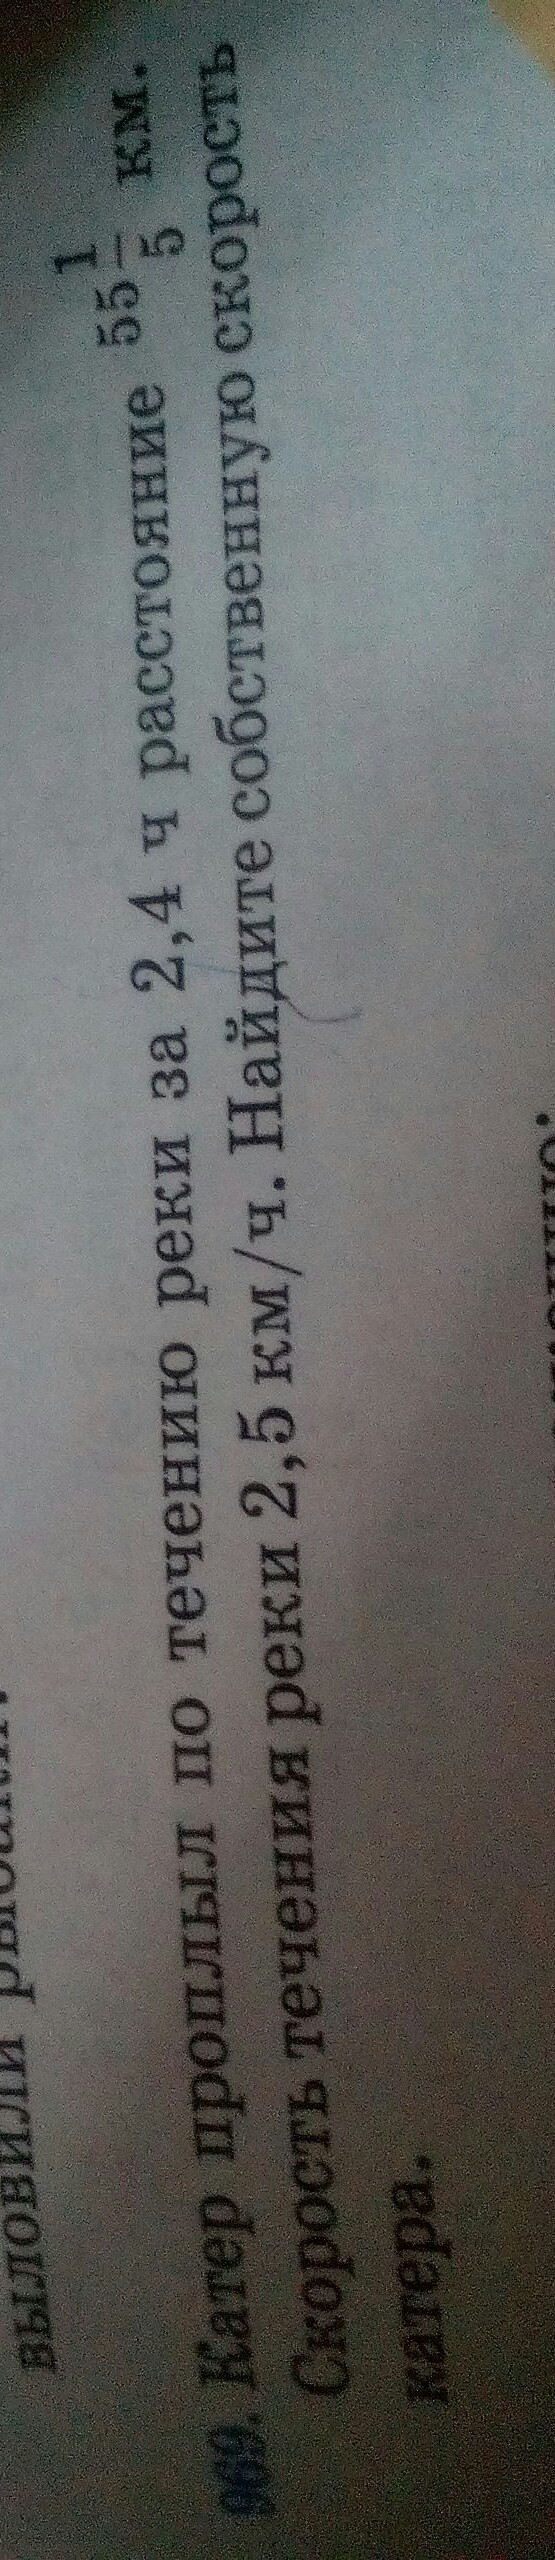 выловили
969. Катер проплыл по течению реки за 2,4 ч расстояние 55 1/5 км.
Скорость течения реки 2,5 км/ч. Найдите собственную скорость
катера.